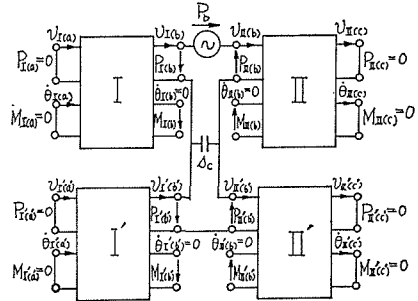 P_b
υ_I(a) υ_I(b) ~ υ_II(b) υ_II(c)
P_I(a)=0 I P_I(b) P_II(b) II P_II(c)=0
θ̇_I(a) θ̇_I(b)=0 θ̇_II(b)=0 θ̇_II(c)
M_I(a)=0 M_I(b) M_II(b) M_II(c)=0
s_c
υ_I'(a') υ_I'(b') υ_II'(b') υ_II'(c')
P_I'(a')=0 I' P_I'(b') P_II'(b') II' P_II'(c')=0
θ̇_I'(a') θ̇_I'(b')=0 θ̇_II'(b')=0 θ̇_II'(c')
M_I'(a')=0 M_I'(b') M_II'(b') M_II'(c')=0